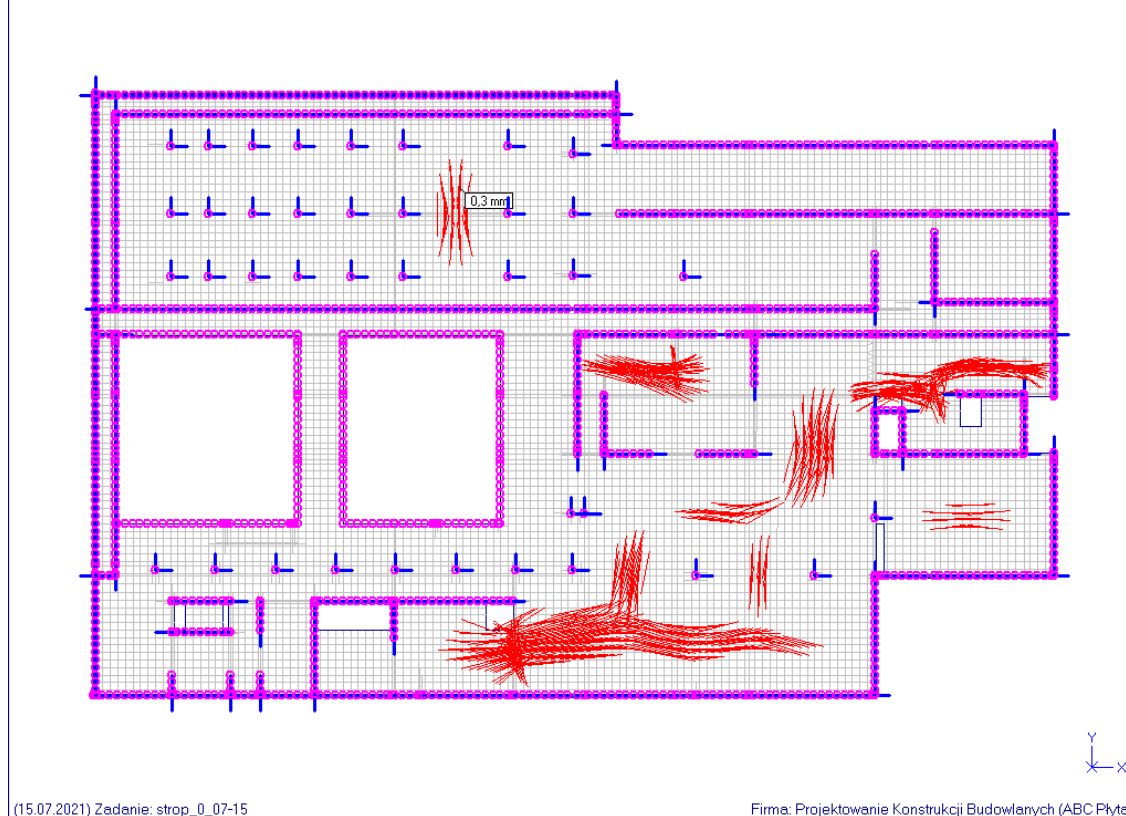 0,3 mm
Y
X
(15.07.2021) Zadanie: strop_0_07-15
Firma: Projektowanie Konstrukcji Budowlanych (ABC Płyta